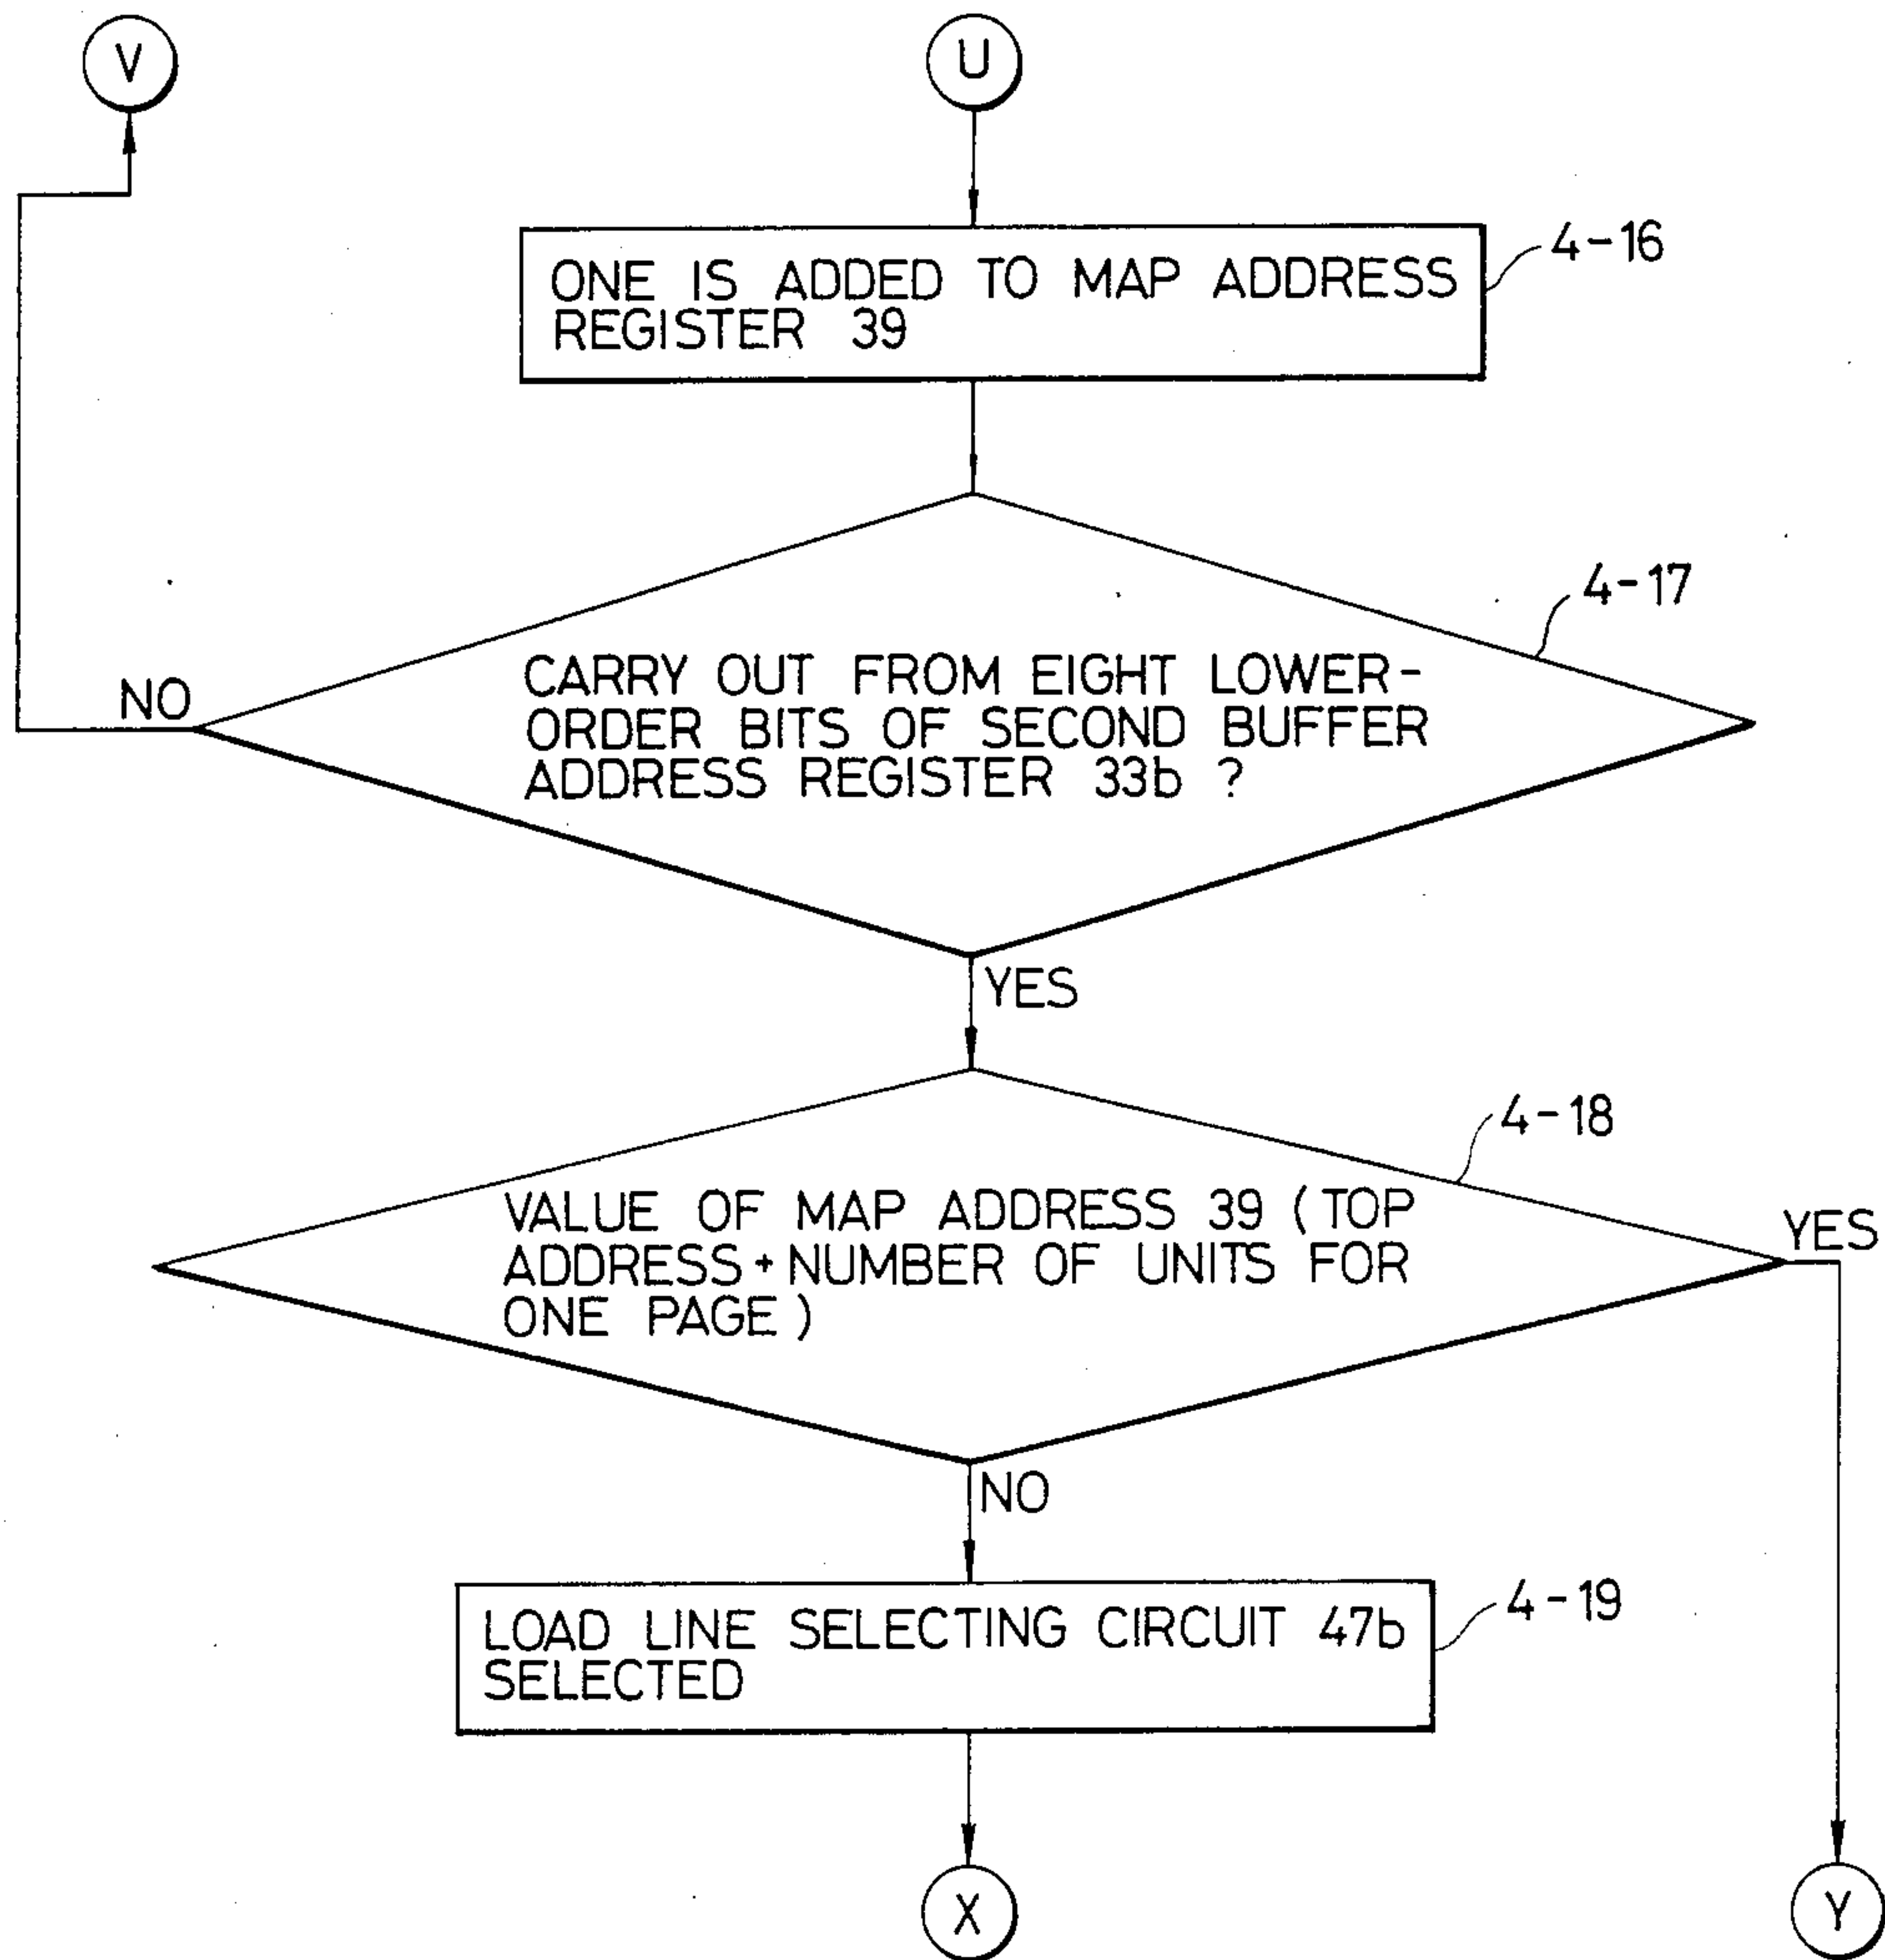 V
U
ONE IS ADDED TO MAP ADDRESS
REGISTER 39
4-16
CARRY OUT FROM EIGHT LOWER-
ORDER BITS OF SECOND BUFFER
ADDRESS REGISTER 33b ?
4-17
NO
YES
VALUE OF MAP ADDRESS 39 (TOP
ADDRESS+NUMBER OF UNITS FOR
ONE PAGE)
4-18
YES
NO
LOAD LINE SELECTING CIRCUIT 47b
SELECTED
4-19
X
Y